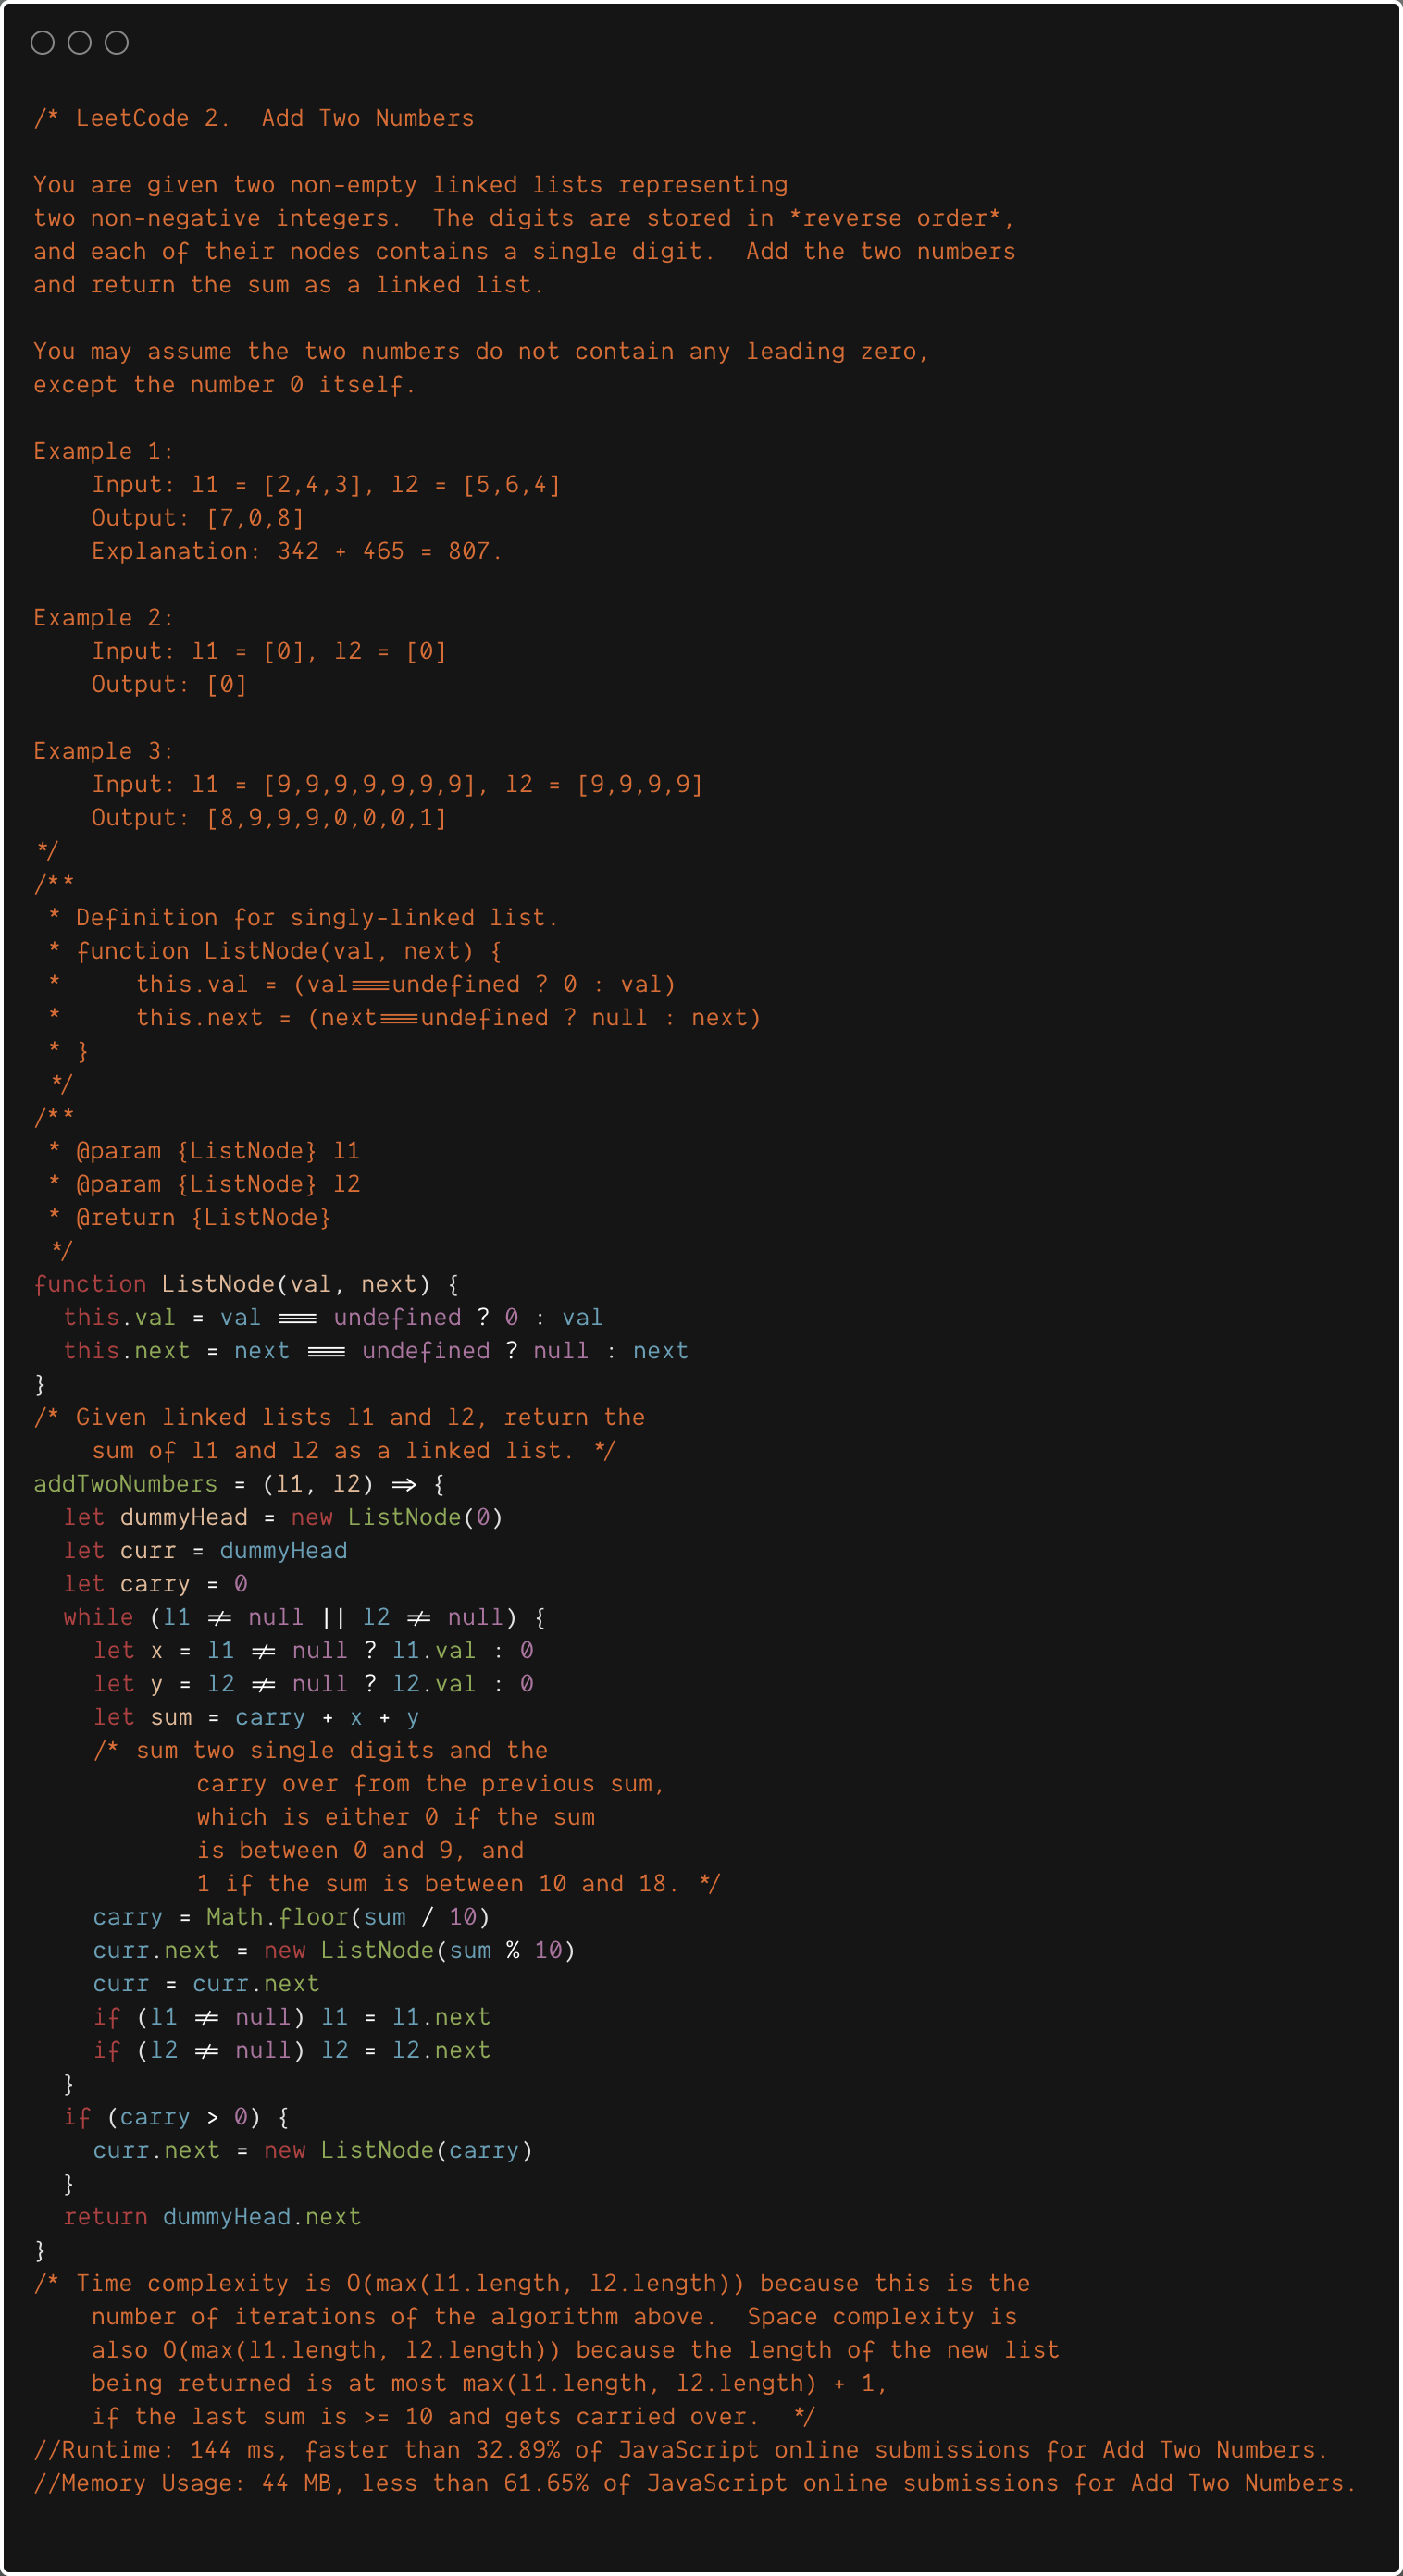 /* LeetCode 2.  Add Two Numbers

You are given two non-empty linked lists representing
two non-negative integers.  The digits are stored in *reverse order*,
and each of their nodes contains a single digit.  Add the two numbers
and return the sum as a linked list.

You may assume the two numbers do not contain any leading zero,
except the number 0 itself.

Example 1:
    Input: l1 = [2,4,3], l2 = [5,6,4]
    Output: [7,0,8]
    Explanation: 342 + 465 = 807.

Example 2:
    Input: l1 = [0], l2 = [0]
    Output: [0]

Example 3:
    Input: l1 = [9,9,9,9,9,9,9], l2 = [9,9,9,9]
    Output: [8,9,9,9,0,0,0,1]
*/
/**
 * Definition for singly-linked list.
 * function ListNode(val, next) {
 *     this.val = (val===undefined ? 0 : val)
 *     this.next = (next===undefined ? null : next)
 * }
 */
/**
 * @param {ListNode} l1
 * @param {ListNode} l2
 * @return {ListNode}
 */
function ListNode(val, next) {
  this.val = val === undefined ? 0 : val
  this.next = next === undefined ? null : next
}
/* Given linked lists l1 and l2, return the
    sum of l1 and l2 as a linked list. */
addTwoNumbers = (l1, l2) => {
  let dummyHead = new ListNode(0)
  let curr = dummyHead
  let carry = 0
  while (l1 != null || l2 != null) {
    let x = l1 != null ? l1.val : 0
    let y = l2 != null ? l2.val : 0
    let sum = carry + x + y
    /* sum two single digits and the
           carry over from the previous sum,
           which is either 0 if the sum
           is between 0 and 9, and
           1 if the sum is between 10 and 18. */
    carry = Math.floor(sum / 10)
    curr.next = new ListNode(sum % 10)
    curr = curr.next
    if (l1 != null) l1 = l1.next
    if (l2 != null) l2 = l2.next
  }
  if (carry > 0) {
    curr.next = new ListNode(carry)
  }
  return dummyHead.next
}
/* Time complexity is O(max(l1.length, l2.length)) because this is the
    number of iterations of the algorithm above.  Space complexity is
    also O(max(l1.length, l2.length)) because the length of the new list
    being returned is at most max(l1.length, l2.length) + 1,
    if the last sum is >= 10 and gets carried over.  */
//Runtime: 144 ms, faster than 32.89% of JavaScript online submissions for Add Two Numbers.
//Memory Usage: 44 MB, less than 61.65% of JavaScript online submissions for Add Two Numbers.